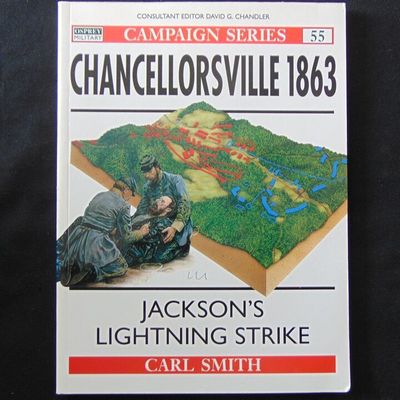 CONSULTANT EDITOR DAVID G. CHANDLER
OSPREY
MILITARY
CAMPAIGN SERIES
55
CHANCELLORSVILLE 1863
JACKSON'S
LIGHTNING STRIKE
CARL SMITH